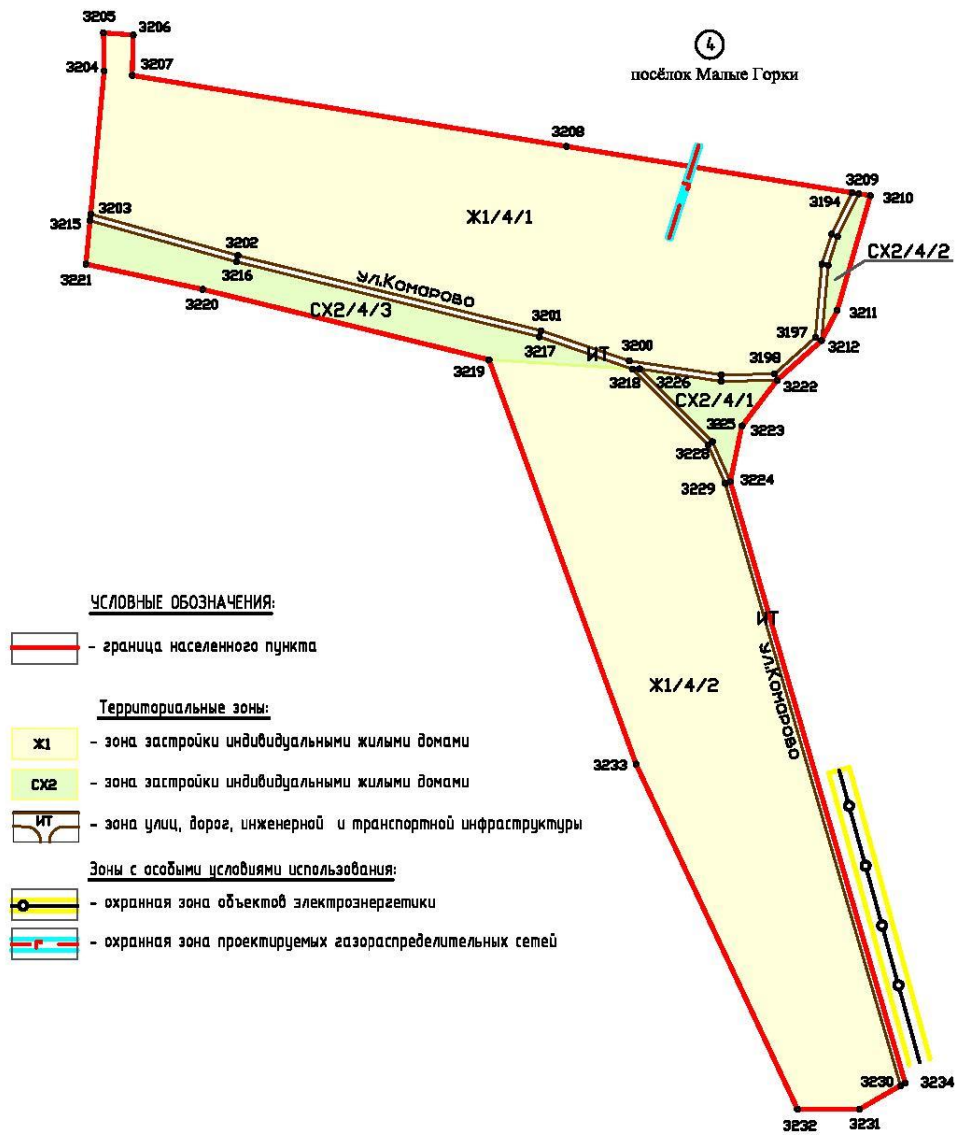 3205
3206
4
посёлок Малые Горки
3204
3207
3208
3194
3209
3210
3215
3203
Ж1/4/1
СХ2/4/2
3202
3216
3221
3220
ул.Комарово
СХ2/4/3
3211
3201
3217
3197
3212
ИТ
3200
3198
3219
3218
3226
3222
СХ2/4/1
3225
3223
3228
3229
3224
УСЛОВНЫЕ ОБОЗНАЧЕНИЯ:
- граница населенного пункта
ИТ
ул.Комарово
Ж1/4/2
Территориальные зоны:
Ж1 - зона застройки индивидуальными жилыми домами
СХ2 - зона застройки индивидуальными жилыми домами
3233
ИТ - зона улиц, дорог, инженерной и транспортной инфраструктуры
Зоны с особыми условиями использования:
- охранная зона объектов электроэнергетики
г - охранная зона проектируемых газораспределительных сетей
3230
3234
3232
3231